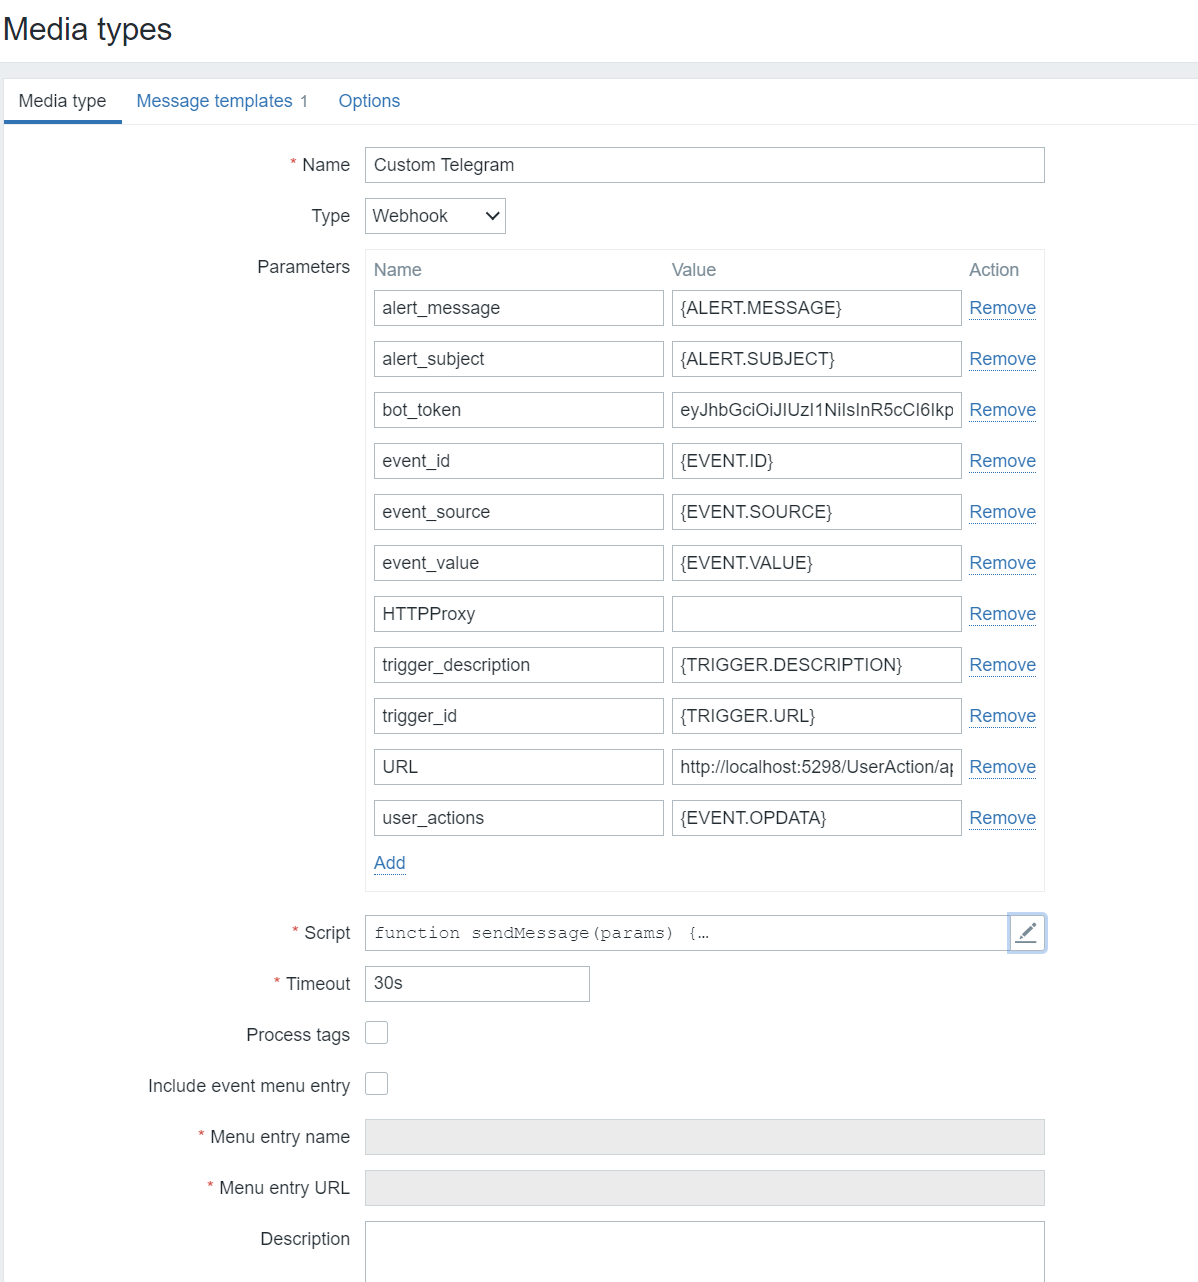 Media types
Media type Message templates 1 Options
* Name Custom Telegram
Type Webhook
Parameters Name Value Action
alert_message {ALERT.MESSAGE} Remove
alert_subject {ALERT.SUBJECT} Remove
bot_token eyJhbGciOiJIUzI1NiIsInR5cCI6Ikp Remove
event_id {EVENT.ID} Remove
event_source {EVENT.SOURCE} Remove
event_value {EVENT.VALUE} Remove
HTTPProxy Remove
trigger_description {TRIGGER.DESCRIPTION} Remove
trigger_id {TRIGGER.URL} Remove
URL http://localhost:5298/UserAction/ap Remove
user_actions {EVENT.OPDATA} Remove
Add
* Script function sendMessage(params) {…
* Timeout 30s
Process tags
Include event menu entry
* Menu entry name
* Menu entry URL
Description